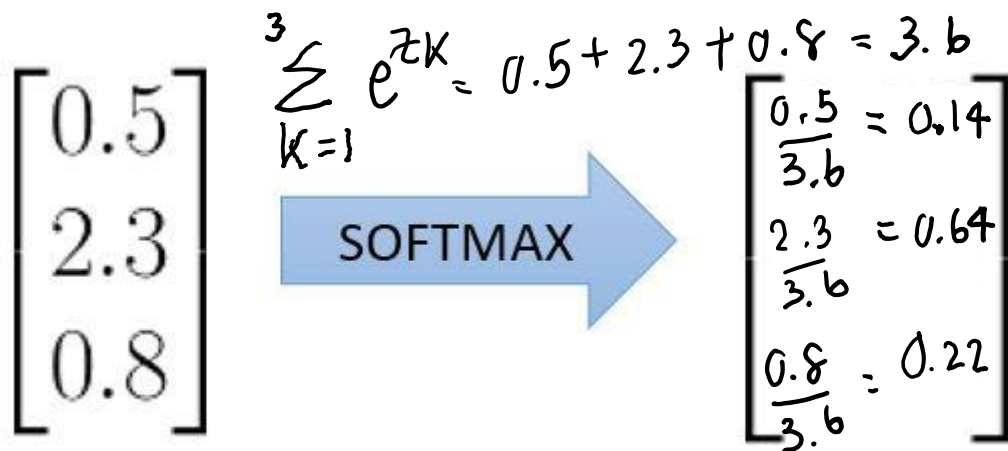 3
∑ e^{zK} = 0.5 + 2.3 + 0.8 = 3.6
K=1
0.5
2.3
0.8
SOFTMAX
0.5/3.6 = 0.14
2.3/3.6 = 0.64
0.8/3.6 = 0.22